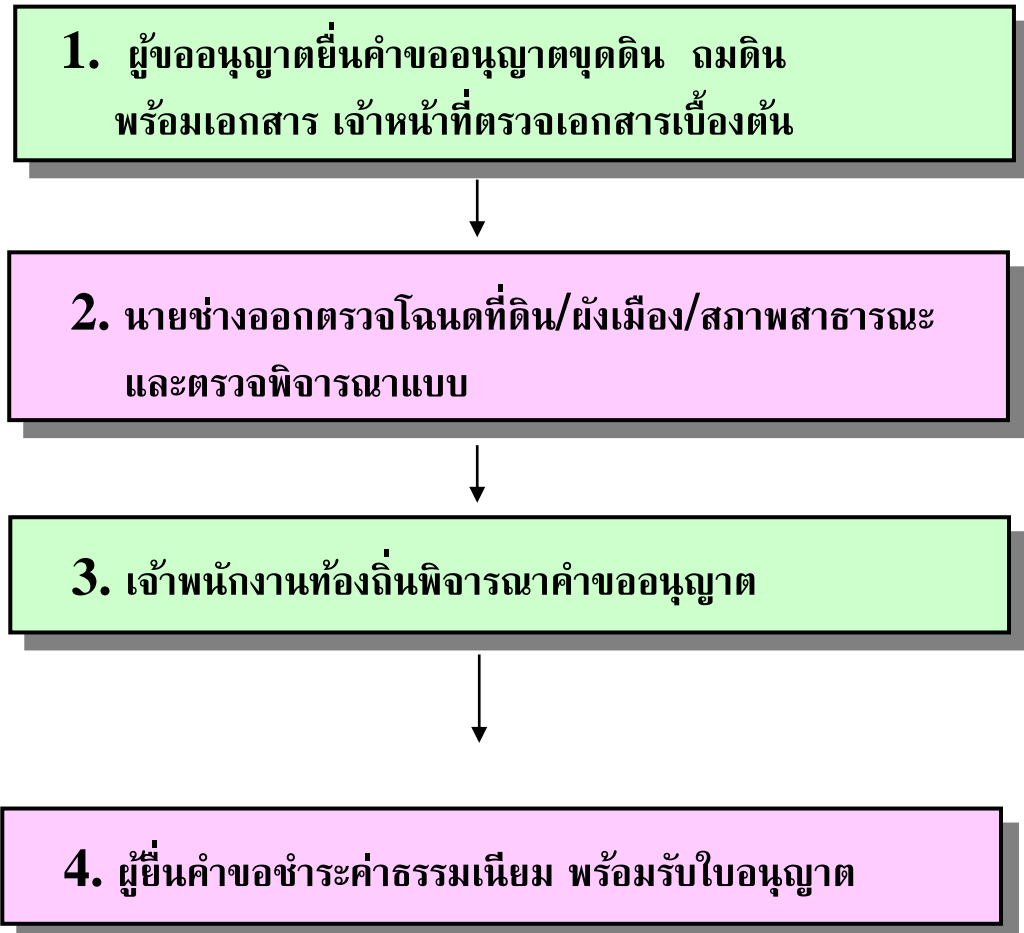 1. ผู้ขออนุญาตยื่นคำขออนุญาตขุดดิน ถมดิน
พร้อมเอกสาร เจ้าหน้าที่ตรวจเอกสารเบื้องต้น
2. นายช่างออกตรวจโฉนดที่ดิน/ผังเมือง/สภาพสาธารณะ
และตรวจพิจารณาแบบ
3. เจ้าพนักงานท้องถิ่นพิจารณาคำขออนุญาต
4. ผู้ยื่นคำขอชำระค่าธรรมเนียม พร้อมรับใบอนุญาต